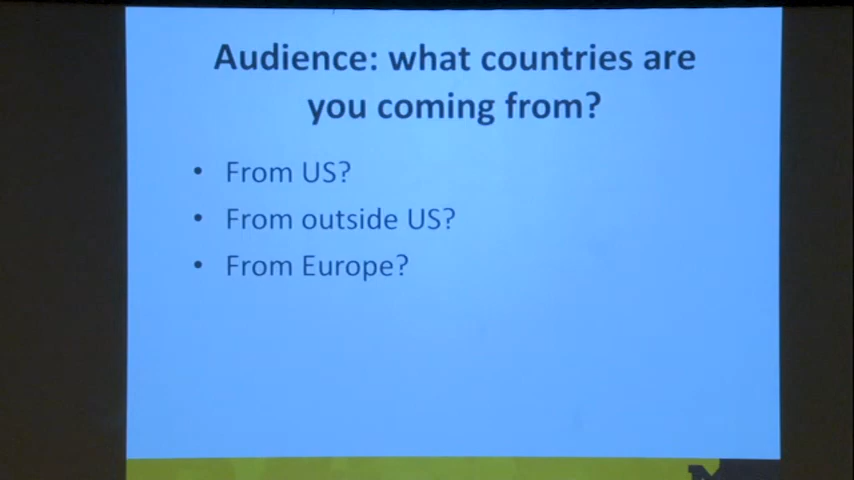 Audience: what countries are
you coming from?
• From US?
• From outside US?
• From Europe?